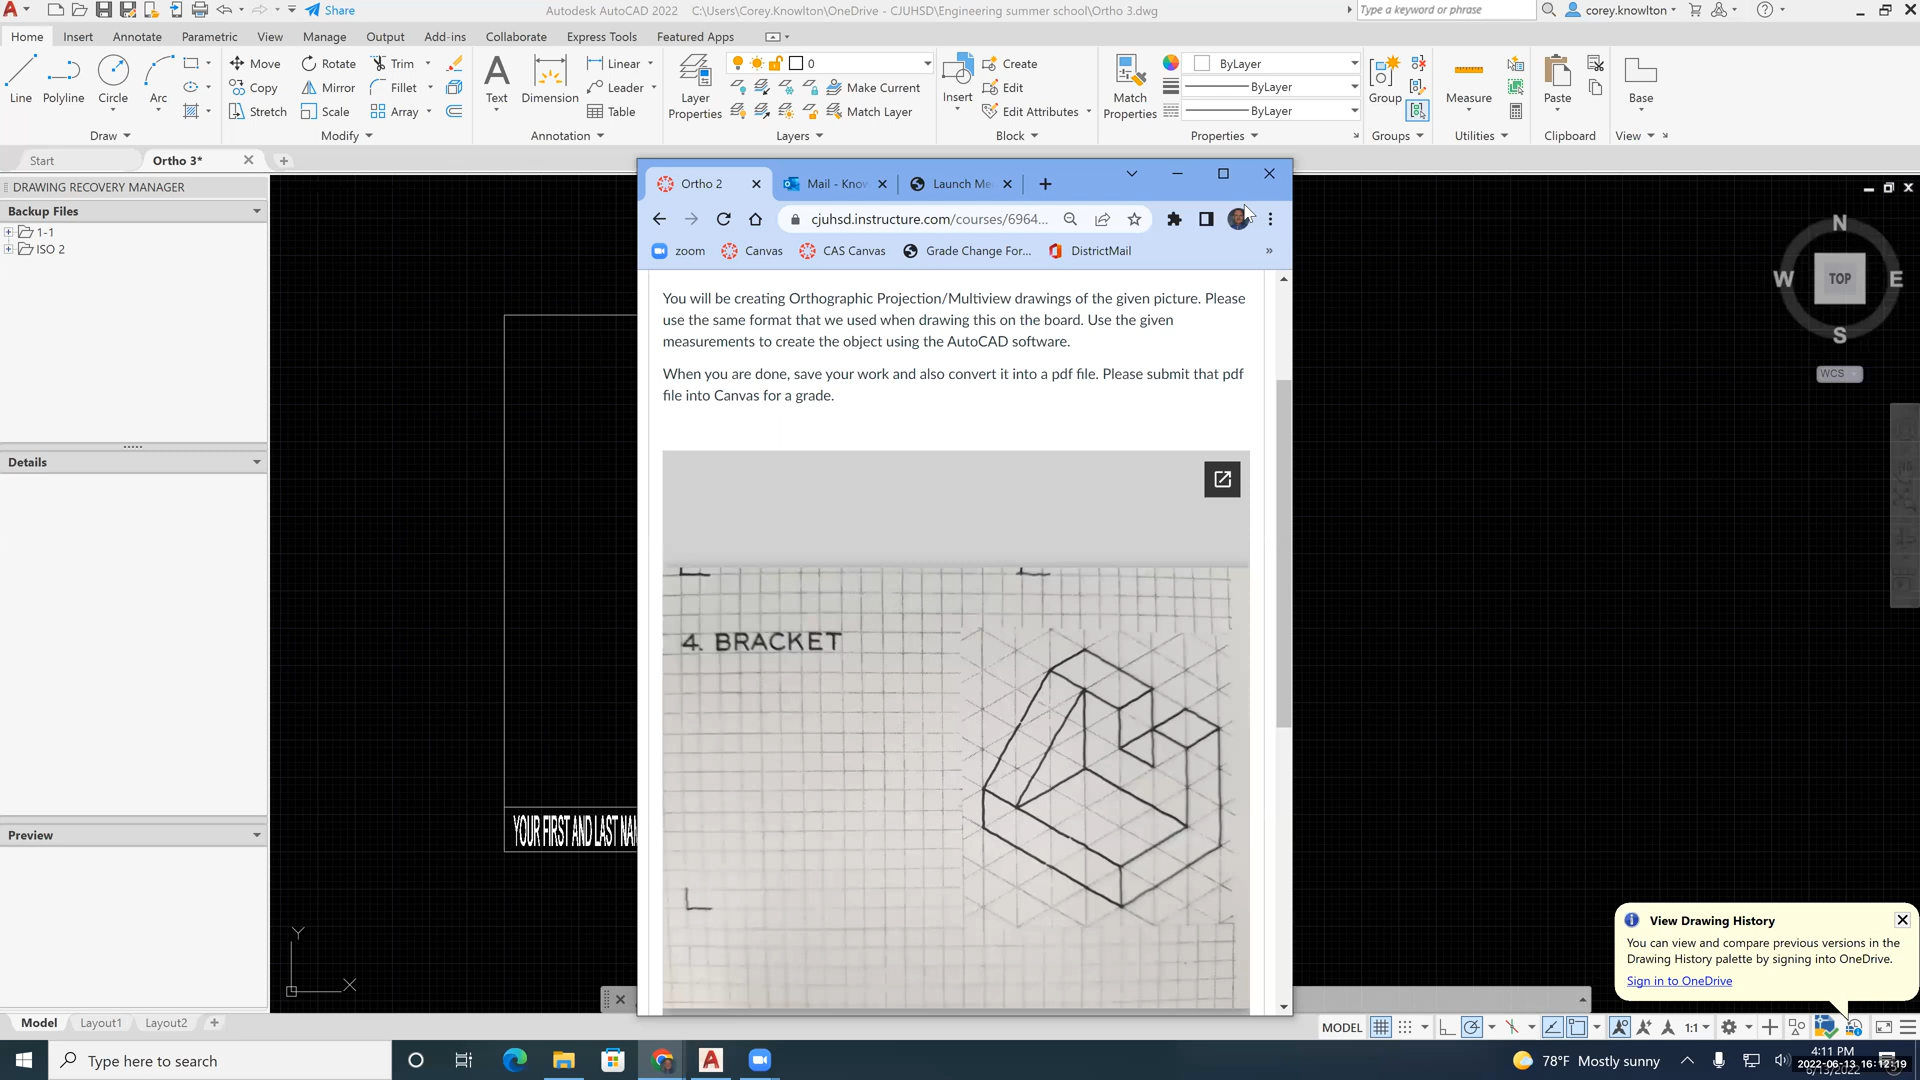 Share
Autodesk AutoCAD 2022 C:\Users\Corey.Knowlton\OneDrive - CJUHSD\Engineering summer school\Ortho 3.dwg
Type a keyword or phrase
corey.knowlton
Home Insert Annotate Parametric View Manage Output Add-ins Collaborate Express Tools Featured Apps
Line Polyline Circle Arc
Move Rotate Trim
Copy Mirror Fillet
Stretch Scale Array
Text Dimension
Linear
Leader
Table
Layer Properties
0
Make Current
Match Layer
Insert
Create
Edit
Edit Attributes
Match Properties
ByLayer
ByLayer
ByLayer
Group Measure Paste Base
Draw Modify Annotation Layers Block Properties Groups Utilities Clipboard View
Start Ortho 3*
DRAWING RECOVERY MANAGER
Backup Files
1-1
ISO 2
Details
Preview
Ortho 2 Mail - Know Launch Me
cjuhsd.instructure.com/courses/6964...
zoom Canvas CAS Canvas Grade Change For... DistrictMail »
You will be creating Orthographic Projection/Multiview drawings of the given picture. Please
use the same format that we used when drawing this on the board. Use the given
measurements to create the object using the AutoCAD software.
When you are done, save your work and also convert it into a pdf file. Please submit that pdf
file into Canvas for a grade.
4. BRACKET
YOUR FIRST AND LAST NAM
N
W TOP E
S
WCS
Y
X
View Drawing History
You can view and compare previous versions in the
Drawing History palette by signing into OneDrive.
Sign in to OneDrive
Model Layout1 Layout2
MODEL
1:1
Type here to search
78°F Mostly sunny
4:11 PM
2022-06-13 16:12:19